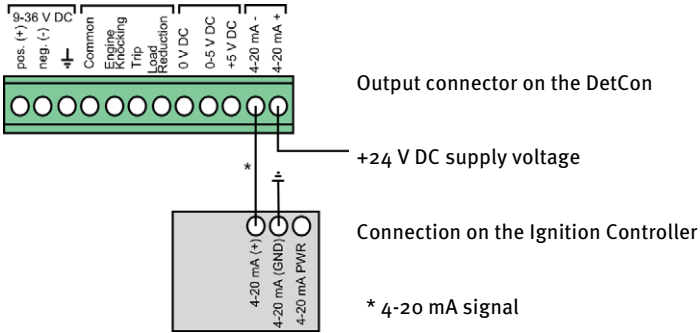 9-36 V DC
pos. (+)
neg. (-)
Common
Engine
Knocking
Trip
Load
Reduction
0 V DC
0-5 V DC
+5 V DC
4-20 mA -
4-20 mA +
Output connector on the DetCon
+24 V DC supply voltage
*
Connection on the Ignition Controller
4-20 mA (+)
4-20 mA (GND)
4-20 mA PWR
* 4-20 mA signal